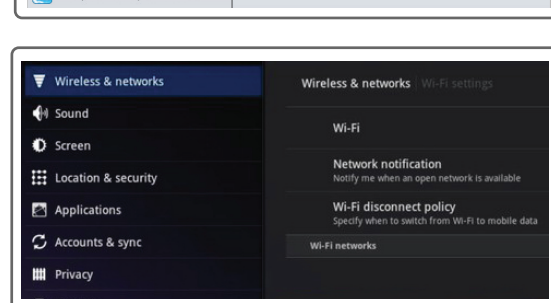 Wireless & networks
Sound
Screen
Location & security
Applications
Accounts & sync
Privacy
Wireless & networks Wi-Fi settings
Wi-Fi
Network notification
Notify me when an open network is available
Wi-Fi disconnect policy
Specify when to switch from Wi-Fi to mobile data
Wi-Fi networks